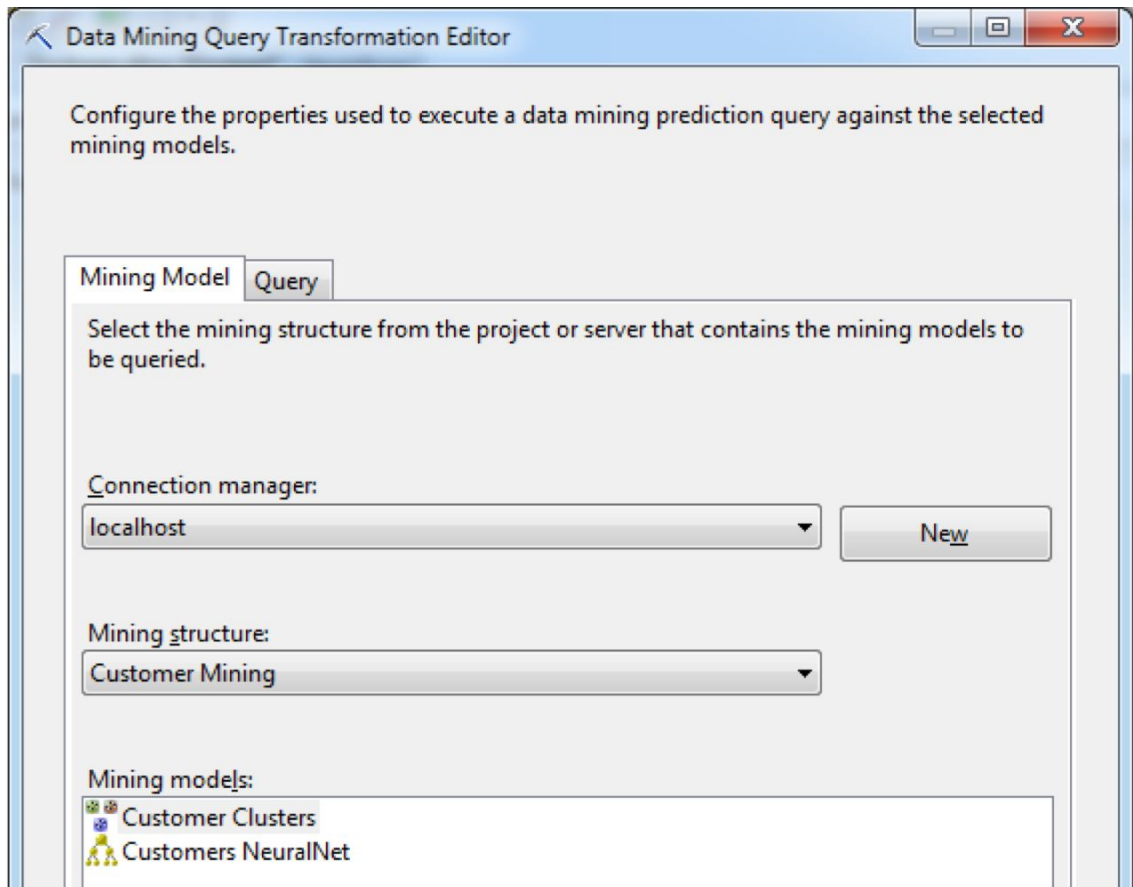 Data Mining Query Transformation Editor
Configure the properties used to execute a data mining prediction query against the selected
mining models.
Mining Model
Query
Select the mining structure from the project or server that contains the mining models to
be queried.
Connection manager:
localhost
New
Mining structure:
Customer Mining
Mining models:
Customer Clusters
Customers NeuralNet